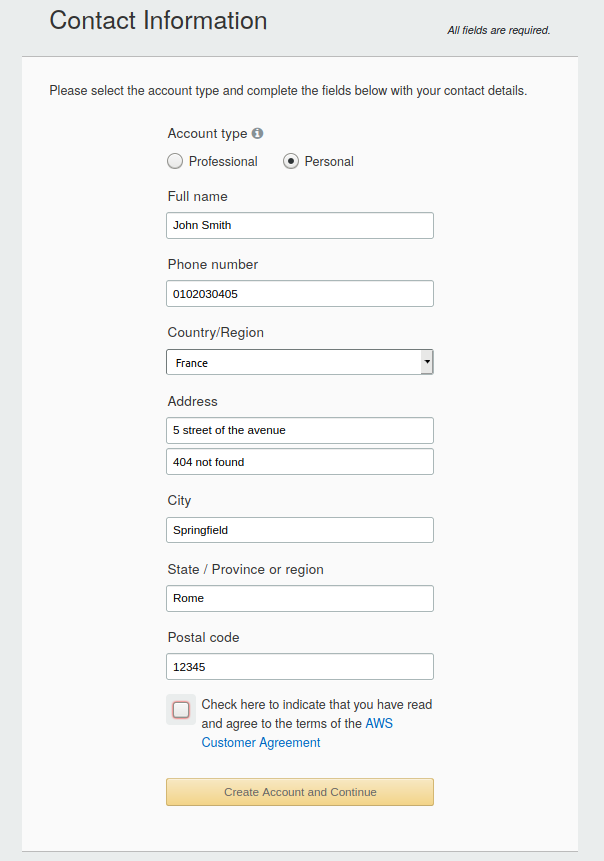 Contact Information
All fields are required.
Please select the account type and complete the fields below with your contact details.
Account type
Professional
Personal
Full name
John Smith
Phone number
0102030405
Country/Region
France
Address
5 street of the avenue
404 not found
City
Springfield
State / Province or region
Rome
Postal code
12345
Check here to indicate that you have read
and agree to the terms of the AWS
Customer Agreement
Create Account and Continue